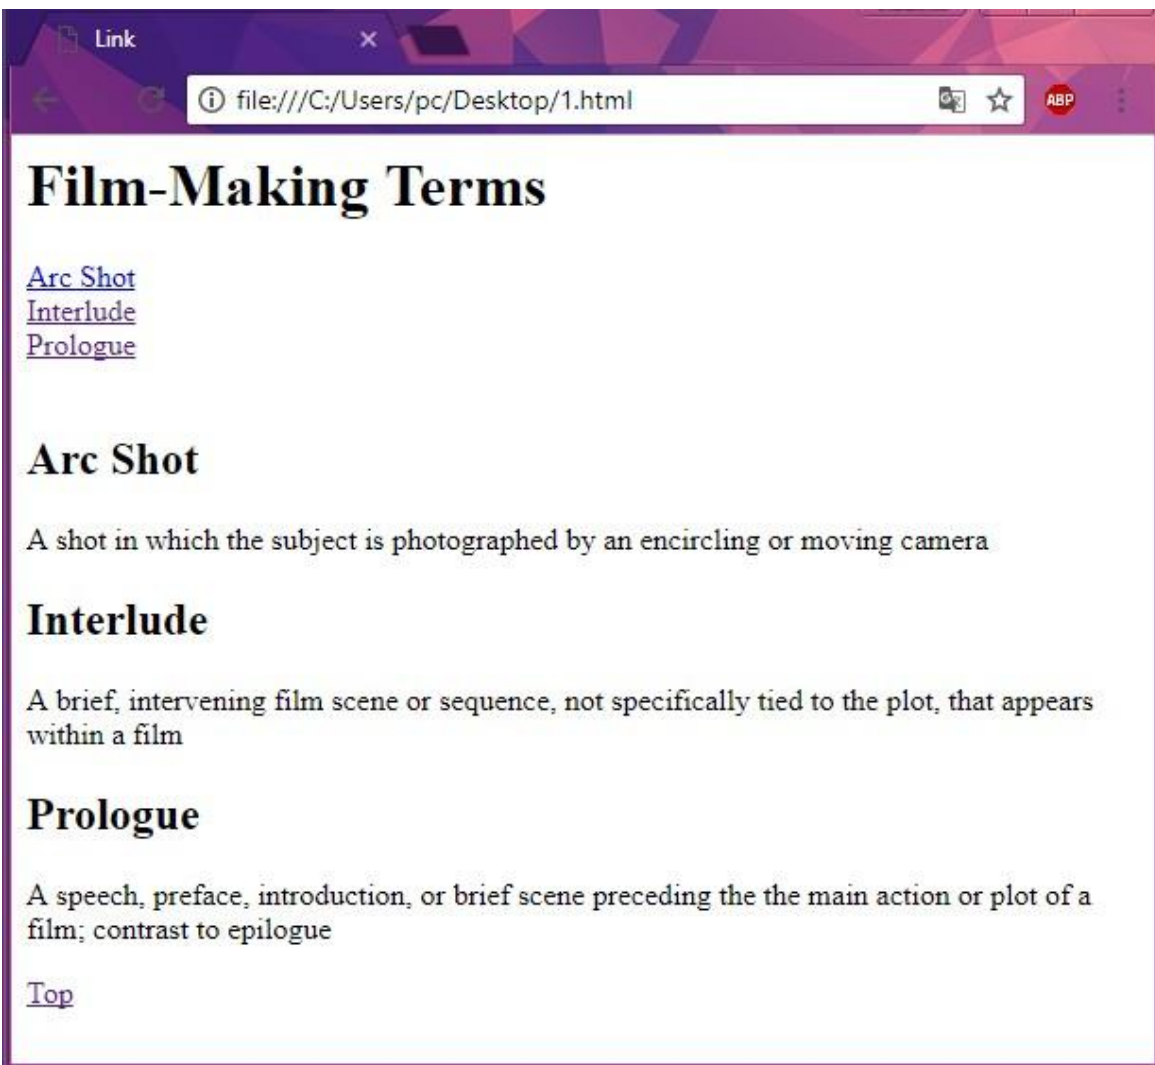 Link
file:///C:/Users/pc/Desktop/1.html
ABP
Film-Making Terms
Arc Shot
Interlude
Prologue
Arc Shot
A shot in which the subject is photographed by an encircling or moving camera
Interlude
A brief, intervening film scene or sequence, not specifically tied to the plot, that appears
within a film
Prologue
A speech, preface, introduction, or brief scene preceding the the main action or plot of a
film; contrast to epilogue
Top